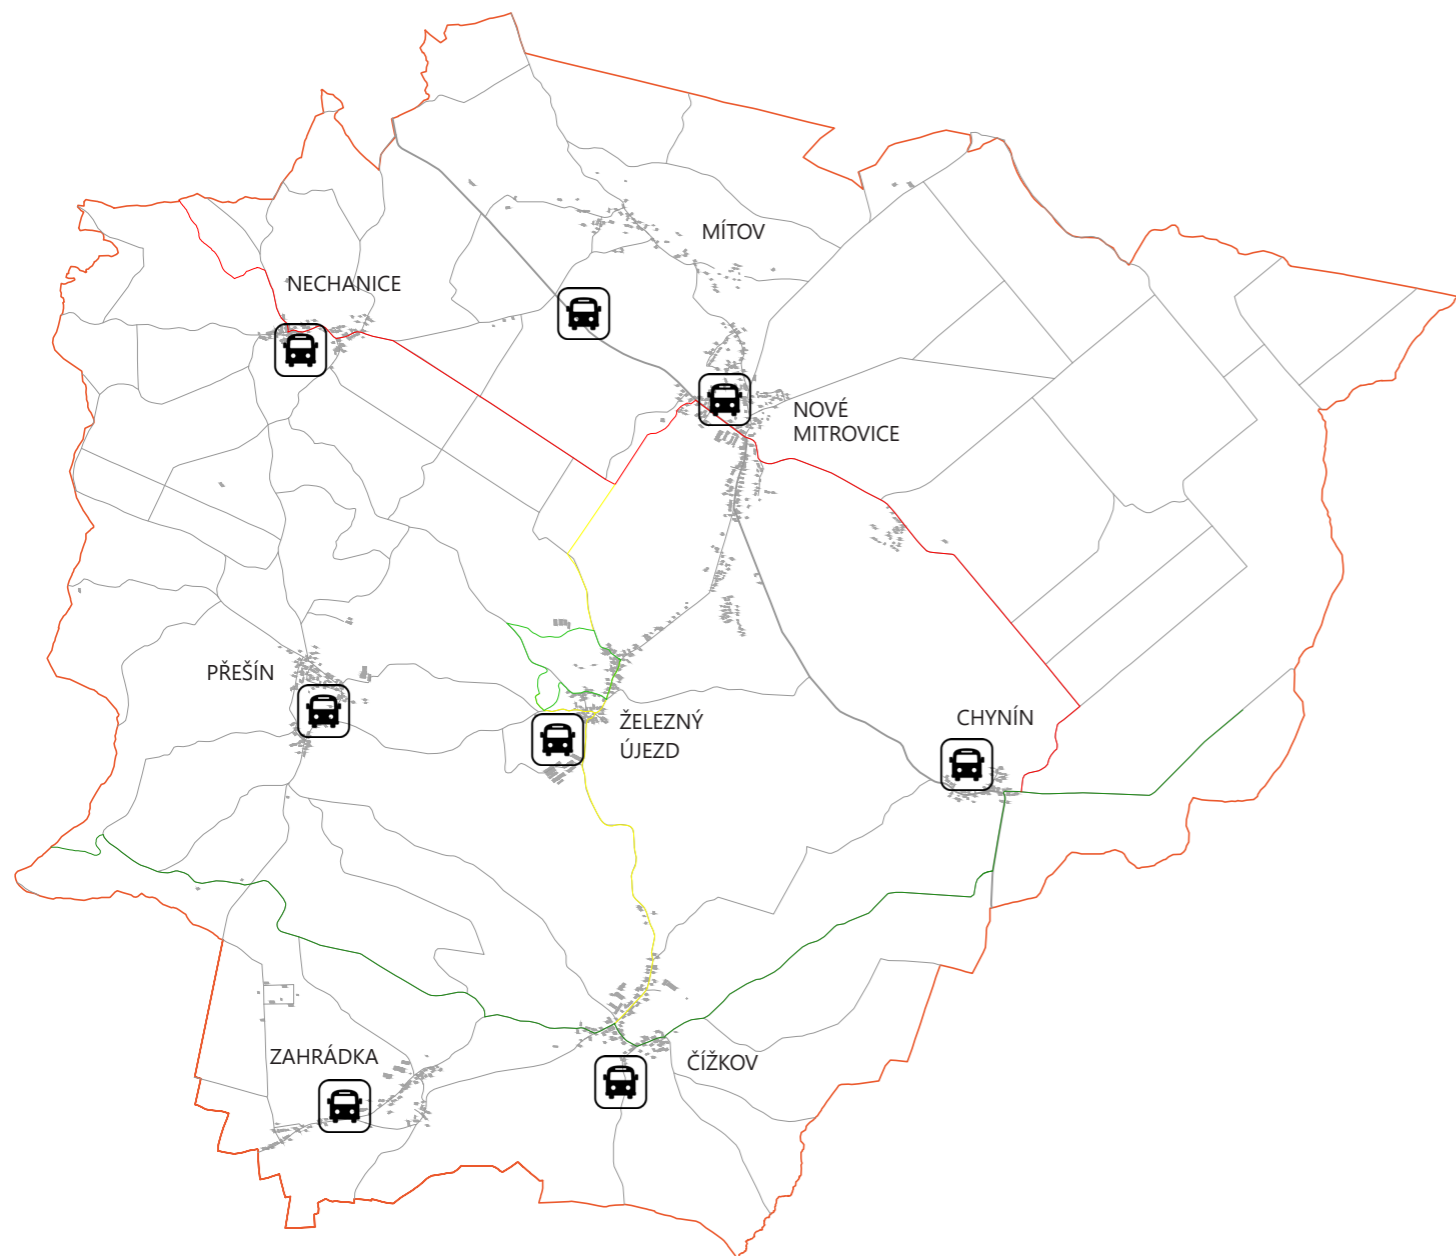 MÍTOV
NECHANICE
NOVÉ
MITROVICE
PŘEŠÍN
ŽELEZNÝ
ÚJEZD
CHYNÍN
ZAHRÁDKA
ČÍŽKOV